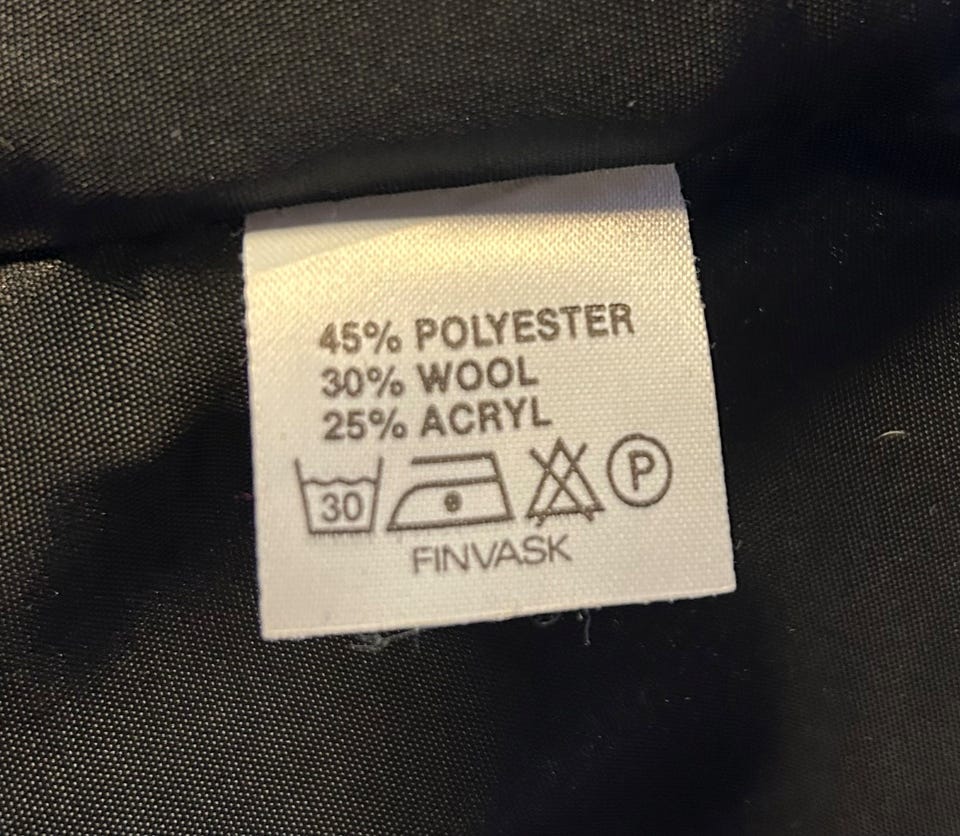 45% POLYESTER
30% WOOL
25% ACRYL
30 P
FINVASK